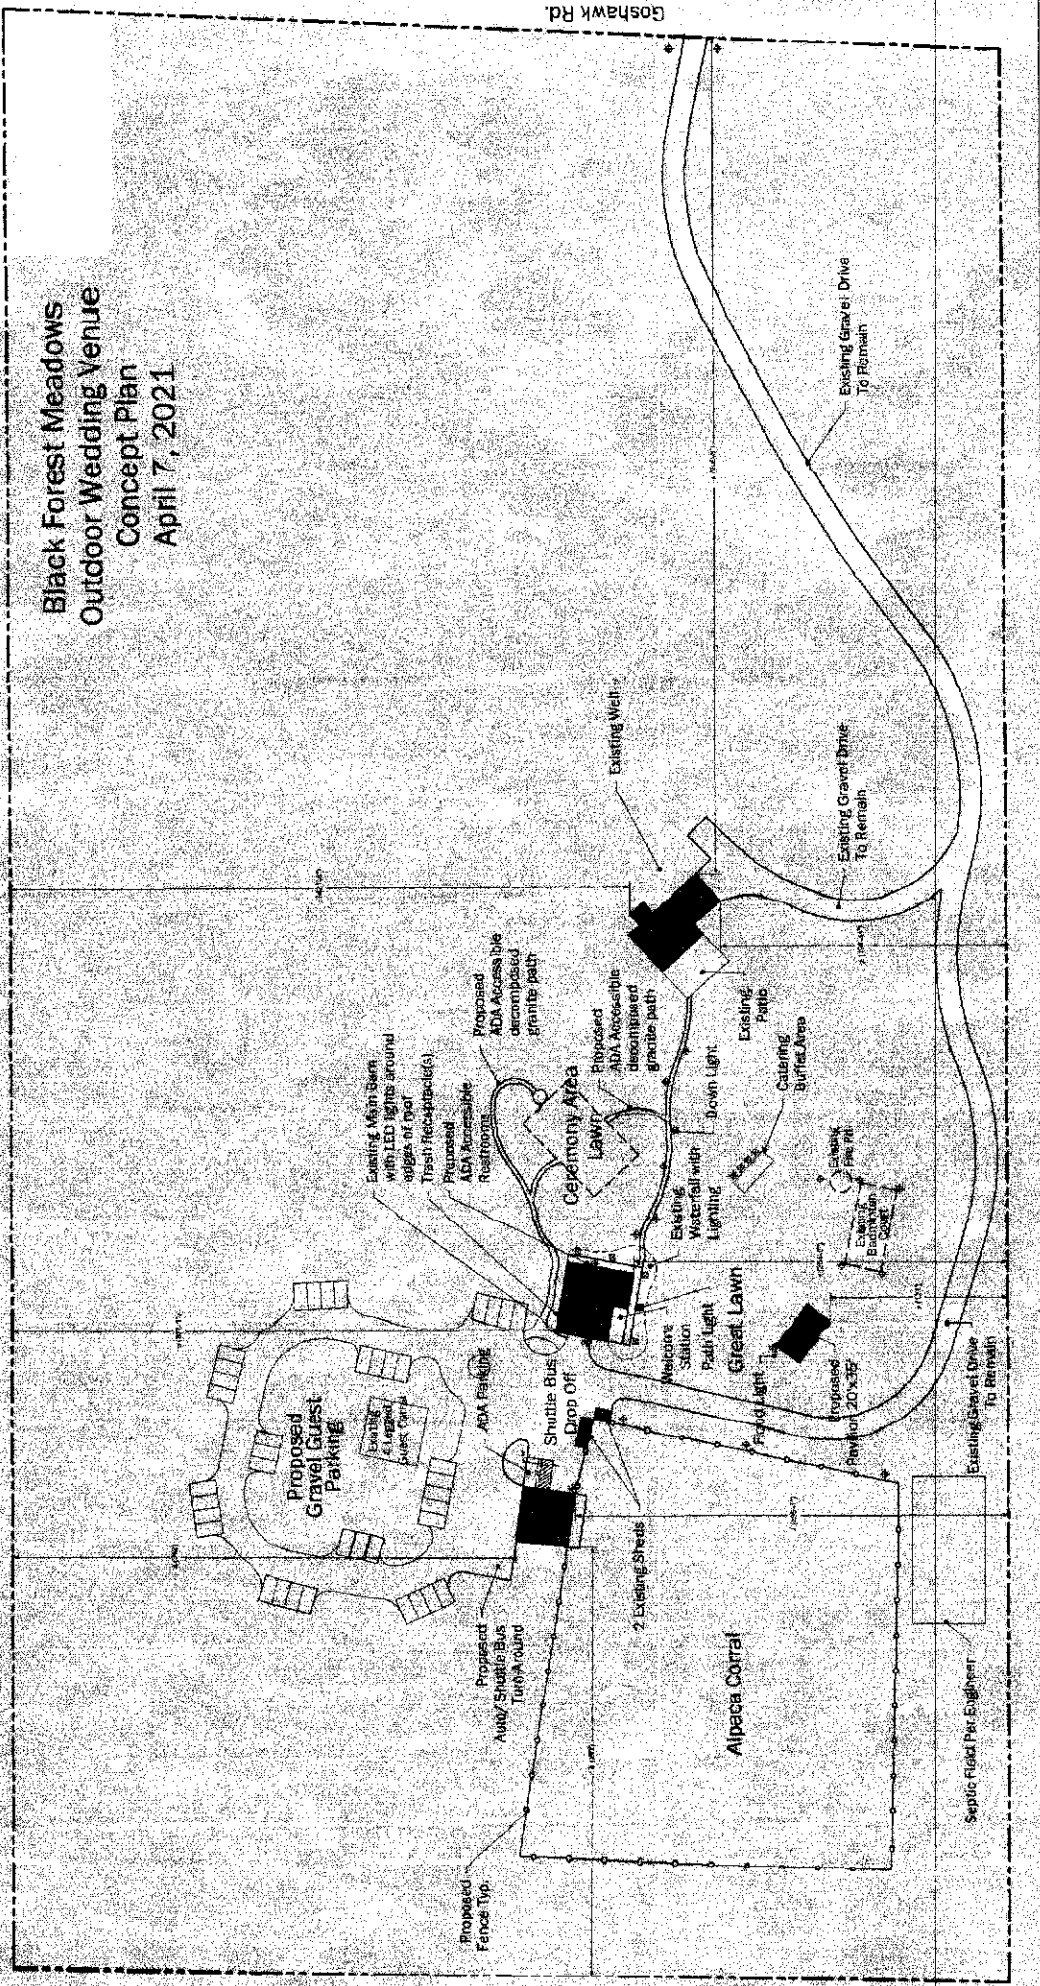 Goshawk Rd.
Black Forest Meadows
Outdoor Wedding Venue
Concept Plan
April 7, 2021
Existing Gravel Drive
To Remain
Existing Well
Existing Gravel Drive
To Remain
Proposed
ADA Accessible
decomposed
granite path
Proposed
ADA Accessible
decomposed
granite path
Existing
Patio
Existing Main Barn
with LED lights around
edges of roof
Trash Receptacle(s)
Proposed
ADA Accessible
Restrooms
Ceremony Area
Lawn
Down Light
Catering
Buffet Area
Existing
Waterfall with
Lighting
Existing
Fire Pit
Existing
Badminton
Court
Welcome
Station
Path Light
Great Lawn
Flood Light
Proposed
Pavilion 20'x35'
Existing Gravel Drive
To Remain
Proposed
Gravel Guest
Parking
Existing
4-Legged
Guest Corral
ADA Parking
Shuttle Bus
Drop Off
2 Existing Sheds
Proposed
Auto/ Shuttle Bus
Turn-Around
Alpaca Corral
Septic Field Per Engineer
Proposed
Fence Typ.